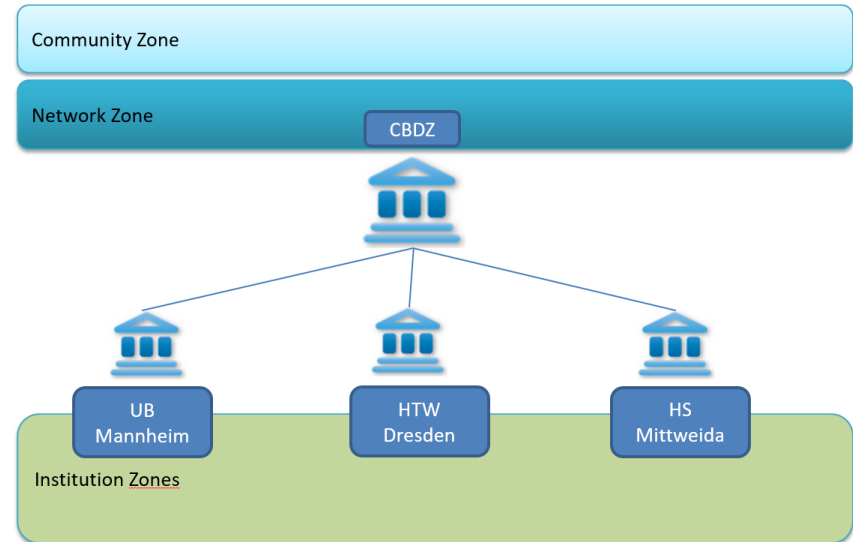 Community Zone
Network Zone
CBDZ
UB
Mannheim
HTW
Dresden
HS
Mittweida
Institution Zones